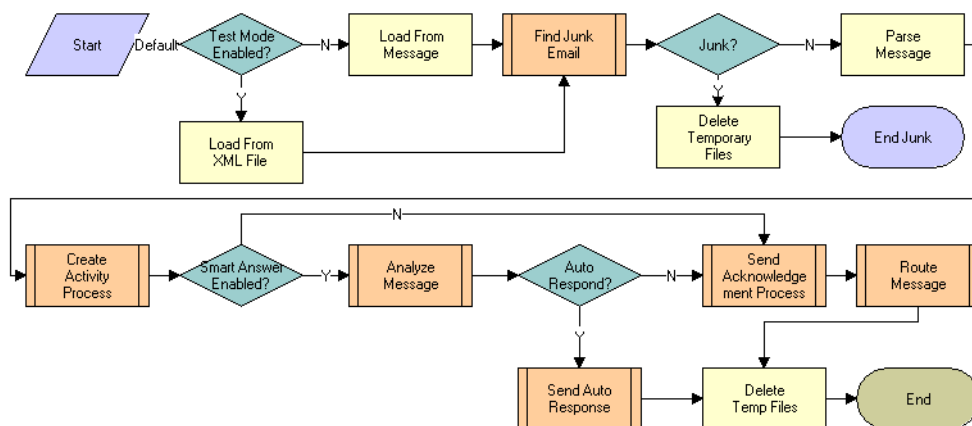 Start
Default
Test Mode
Enabled?
N
Load From
Message
Find Junk
Email
Junk?
N
Parse
Message
Y
Load From
XML File
Y
Delete
Temporary
Files
End Junk
N
Create
Activity
Process
Smart Answer
Enabled?
Y
Analyze
Message
Auto
Respond?
N
Send
Acknowledge
ment Process
Route
Message
Y
Send Auto
Response
Delete
Temp Files
End